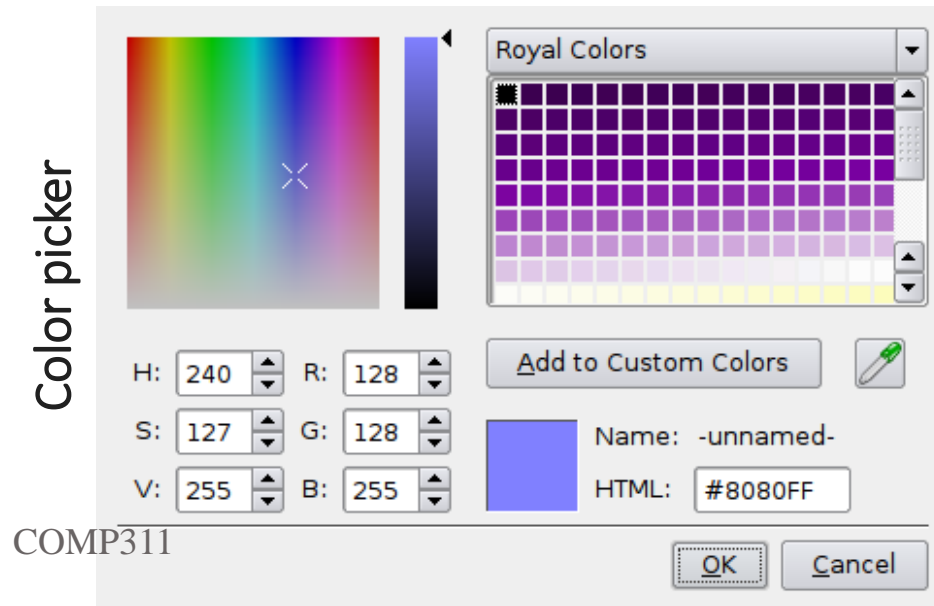 Color picker
Royal Colors
H: 240 R: 128
S: 127 G: 128
V: 255 B: 255
Add to Custom Colors
Name: -unnamed-
HTML: #8080FF
OK Cancel
COMP311